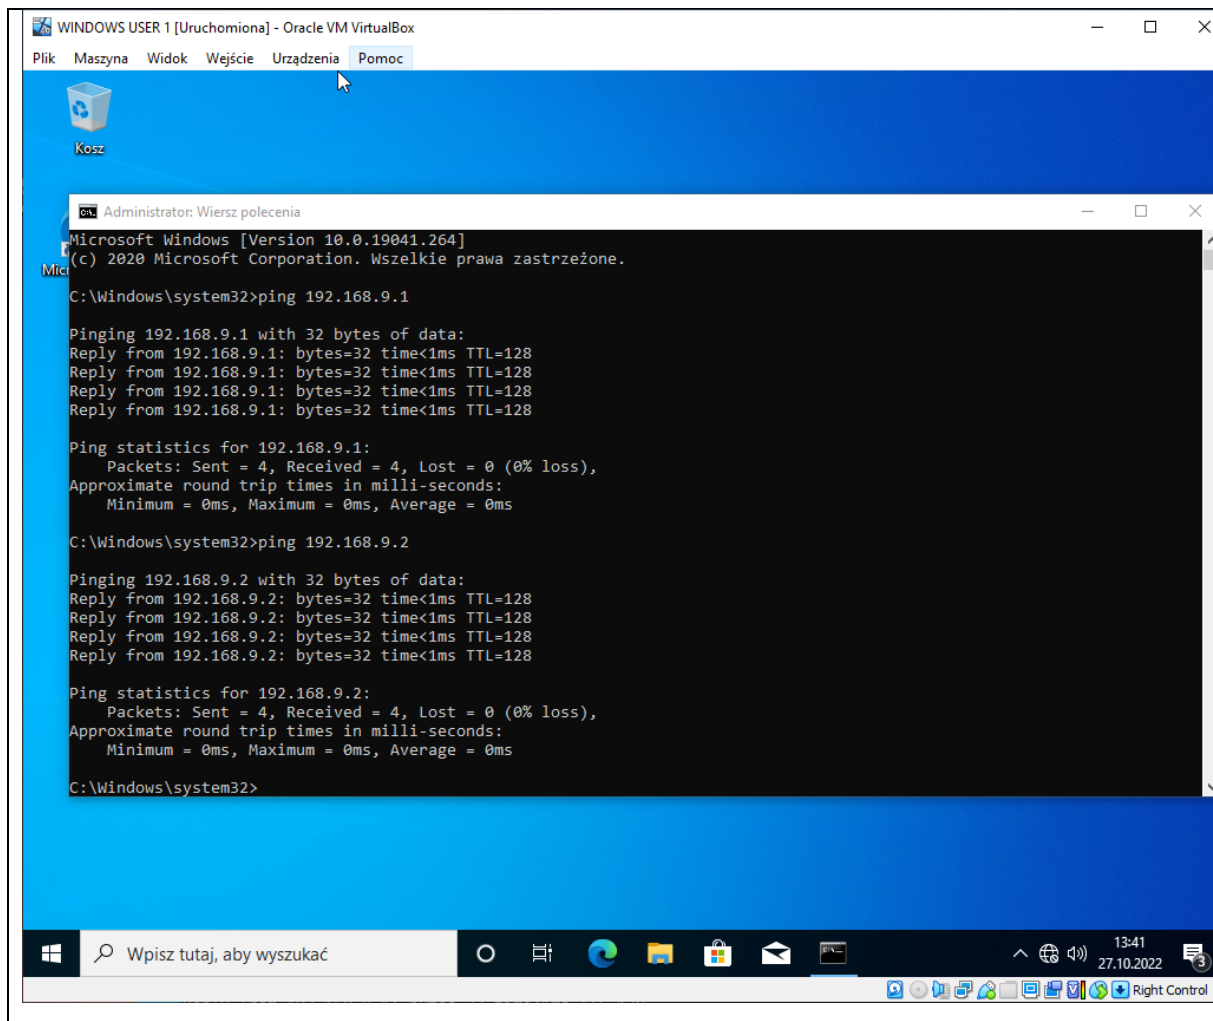 WINDOWS USER 1 [Uruchomiona] - Oracle VM VirtualBox
Plik Maszyna Widok Wejście Urządzenia Pomoc
Kosz
Administrator: Wiersz polecenia
Micr
Microsoft Windows [Version 10.0.19041.264]
(c) 2020 Microsoft Corporation. Wszelkie prawa zastrzeżone.
C:\Windows\system32>ping 192.168.9.1
Pinging 192.168.9.1 with 32 bytes of data:
Reply from 192.168.9.1: bytes=32 time<1ms TTL=128
Reply from 192.168.9.1: bytes=32 time<1ms TTL=128
Reply from 192.168.9.1: bytes=32 time<1ms TTL=128
Reply from 192.168.9.1: bytes=32 time<1ms TTL=128
Ping statistics for 192.168.9.1:
Packets: Sent = 4, Received = 4, Lost = 0 (0% loss),
Approximate round trip times in milli-seconds:
Minimum = 0ms, Maximum = 0ms, Average = 0ms
C:\Windows\system32>ping 192.168.9.2
Pinging 192.168.9.2 with 32 bytes of data:
Reply from 192.168.9.2: bytes=32 time<1ms TTL=128
Reply from 192.168.9.2: bytes=32 time<1ms TTL=128
Reply from 192.168.9.2: bytes=32 time<1ms TTL=128
Reply from 192.168.9.2: bytes=32 time<1ms TTL=128
Ping statistics for 192.168.9.2:
Packets: Sent = 4, Received = 4, Lost = 0 (0% loss),
Approximate round trip times in milli-seconds:
Minimum = 0ms, Maximum = 0ms, Average = 0ms
C:\Windows\system32>
Wpisz tutaj, aby wyszukać
13:41
27.10.2022
3
Right Control